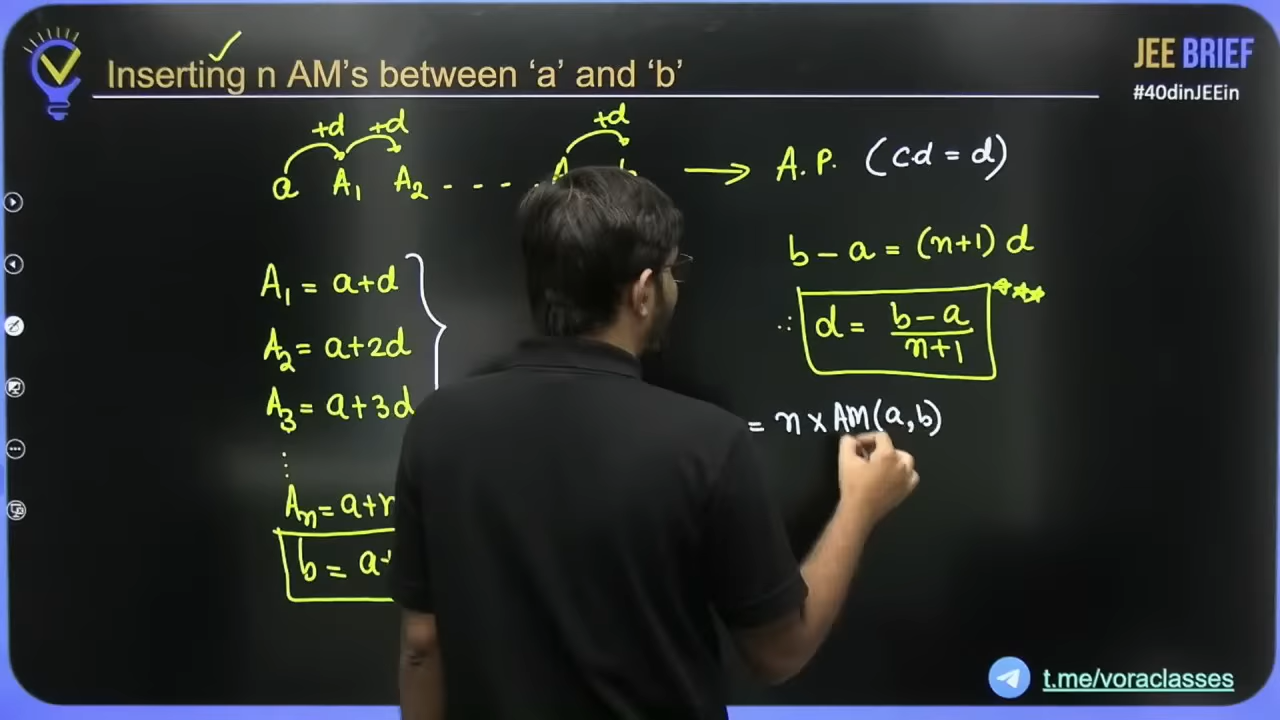 Inserting n AM's between 'a' and 'b'
JEE BRIEF
#40dinJEEin
+d +d +d
a A₁ A₂ - - - - . → A.P. (c.d = d)
b - a = (n+1) d
A₁ = a+d
∴ d = b-a / n+1
A₂ = a+2d
A₃ = a+3d
= n × AM(a,b)
⋮
Aₙ = a+
b = a+
t.me/voraclasses